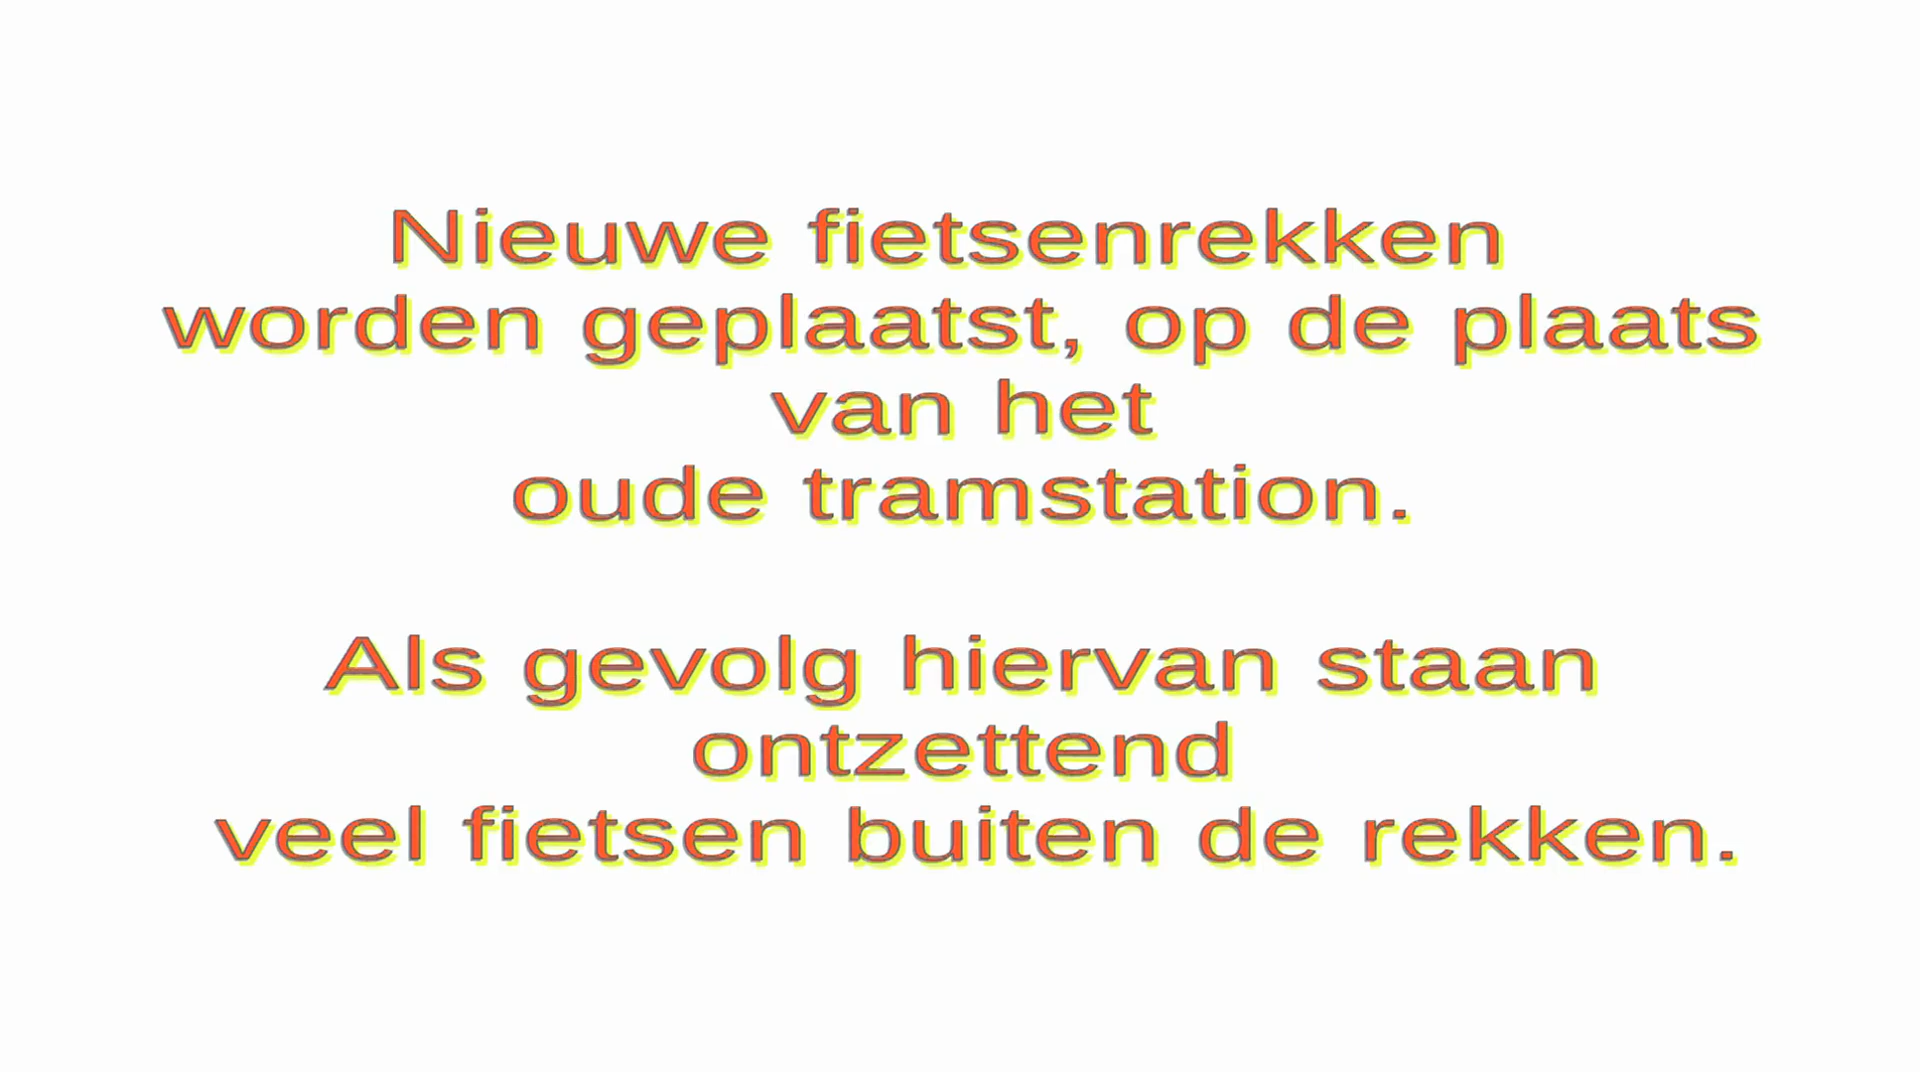 Nieuwe fietsenrekken
worden geplaatst, op de plaats
van het
oude tramstation.
Als gevolg hiervan staan
ontzettend
veel fietsen buiten de rekken.